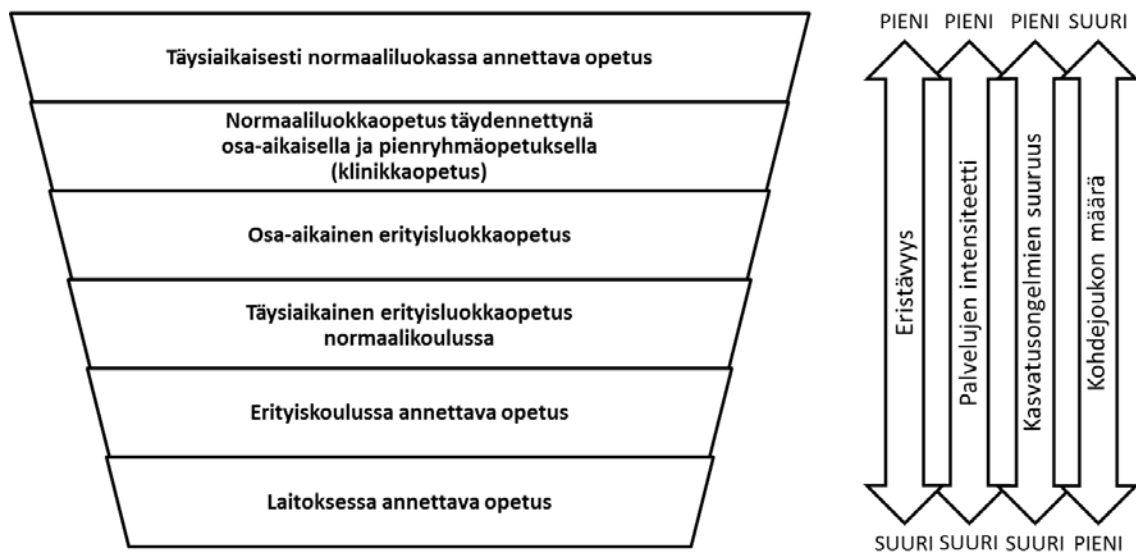 Täysiaikaisesti normaaliluokassa annettava opetus
Normaaliluokkaopetus täydennettynä
osa-aikaisella ja pienryhmäopetuksella
(klinikkaopetus)
Osa-aikainen erityisluokkaopetus
Täysiaikainen erityisluokkaopetus
normaalikoulussa
Erityiskoulussa annettava opetus
Laitoksessa annettava opetus
PIENI PIENI PIENI SUURI
Eristävyys
Palvelujen intensiteetti
Kasvatusongelmien suuruus
Kohdejoukon määrä
SUURI SUURI SUURI PIENI